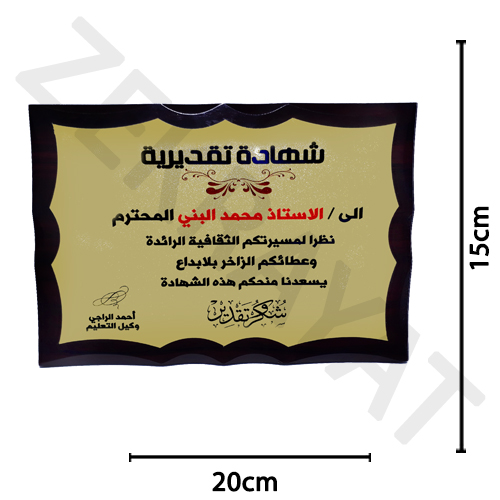 شهادة تقديرية
الى / الاستاذ محمد البني المحترم
نظرا لمسيرتكم الثقافية الرائدة
وعطائكم الزاخر بالابداع
يسعدنا منحكم هذه الشهادة
شكر وتقدير
أحمد الراجي
وكيل التعليم
15cm
20cm